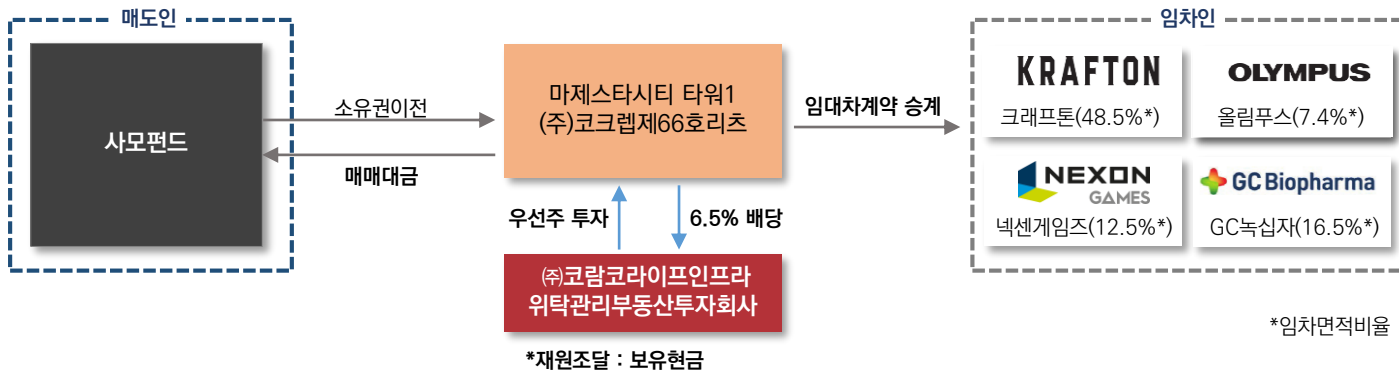 매도인
사모펀드
소유권이전
매매대금
마제스타시티 타워1
(주)코크렙제66호리츠
우선주 투자
6.5% 배당
㈜코람코라이프인프라
위탁관리부동산투자회사
*재원조달 : 보유현금
임대차계약 승계
임차인
KRAFTON
크래프톤(48.5%*)
OLYMPUS
올림푸스(7.4%*)
NEXON
GAMES
넥센게임즈(12.5%*)
GC Biopharma
GC녹십자(16.5%*)
*임차면적비율